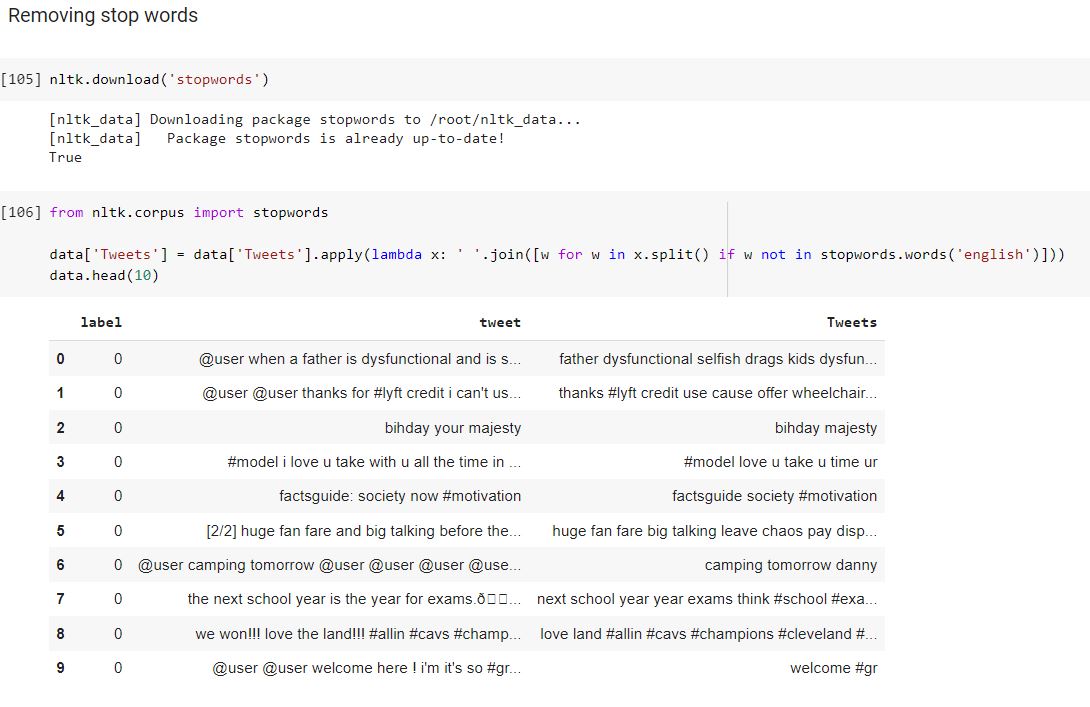 Removing stop words
[105] nltk.download('stopwords')
[nltk_data] Downloading package stopwords to /root/nltk_data...
[nltk_data]   Package stopwords is already up-to-date!
True
[106] from nltk.corpus import stopwords
data['Tweets'] = data['Tweets'].apply(lambda x: ' '.join([w for w in x.split() if w not in stopwords.words('english')]))
data.head(10)
label tweet Tweets
0 0 @user when a father is dysfunctional and is s... father dysfunctional selfish drags kids dysfun...
1 0 @user @user thanks for #lyft credit i can't us... thanks #lyft credit use cause offer wheelchair...
2 0 bihday your majesty bihday majesty
3 0 #model i love u take with u all the time in ... #model love u take u time ur
4 0 factsguide: society now #motivation factsguide society #motivation
5 0 [2/2] huge fan fare and big talking before the... huge fan fare big talking leave chaos pay disp...
6 0 @user camping tomorrow @user @user @user @use... camping tomorrow danny
7 0 the next school year is the year for exams.ð□□... next school year year exams think #school #exa...
8 0 we won!!! love the land!!! #allin #cavs #champ... love land #allin #cavs #champions #cleveland #...
9 0 @user @user welcome here ! i'm it's so #gr... welcome #gr